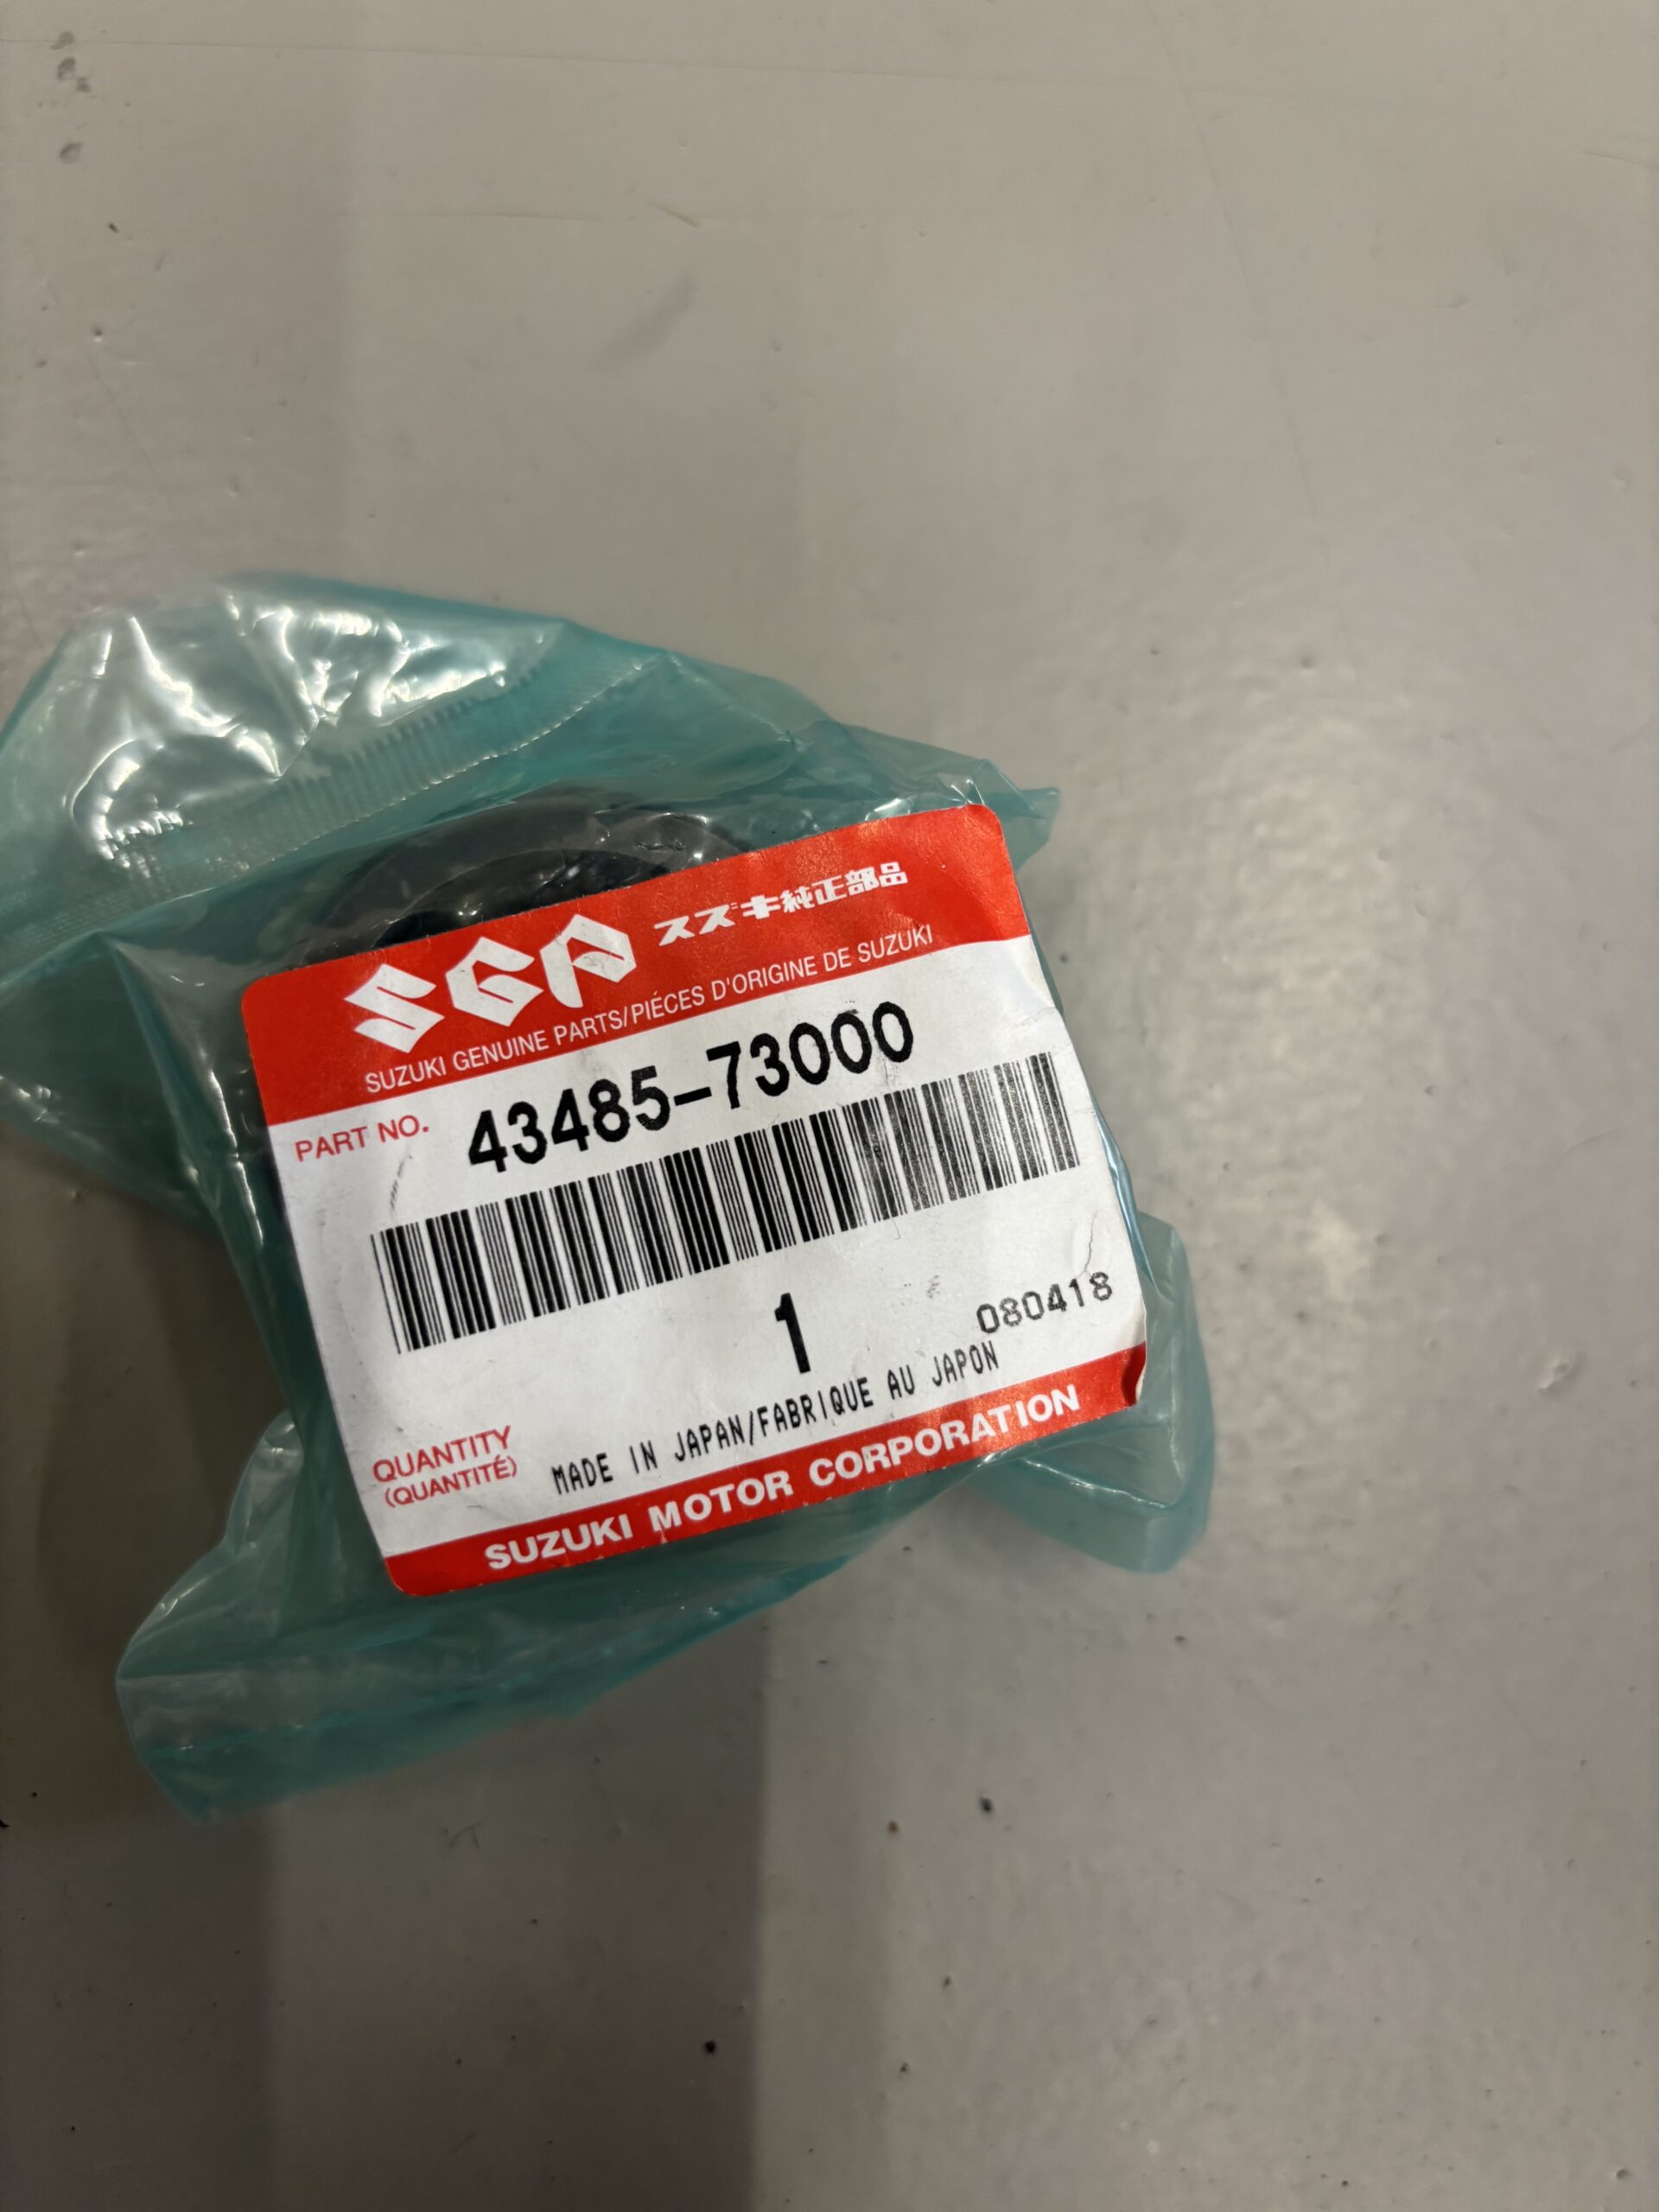 SGP スズキ純正部品
SUZUKI GENUINE PARTS/PIÉCES D'ORIGINE DE SUZUKI
PART NO. 43485-73000
1
080418
QUANTITY
(QUANTITÉ)
MADE IN JAPAN/FABRIQUE AU JAPON
SUZUKI MOTOR CORPORATION